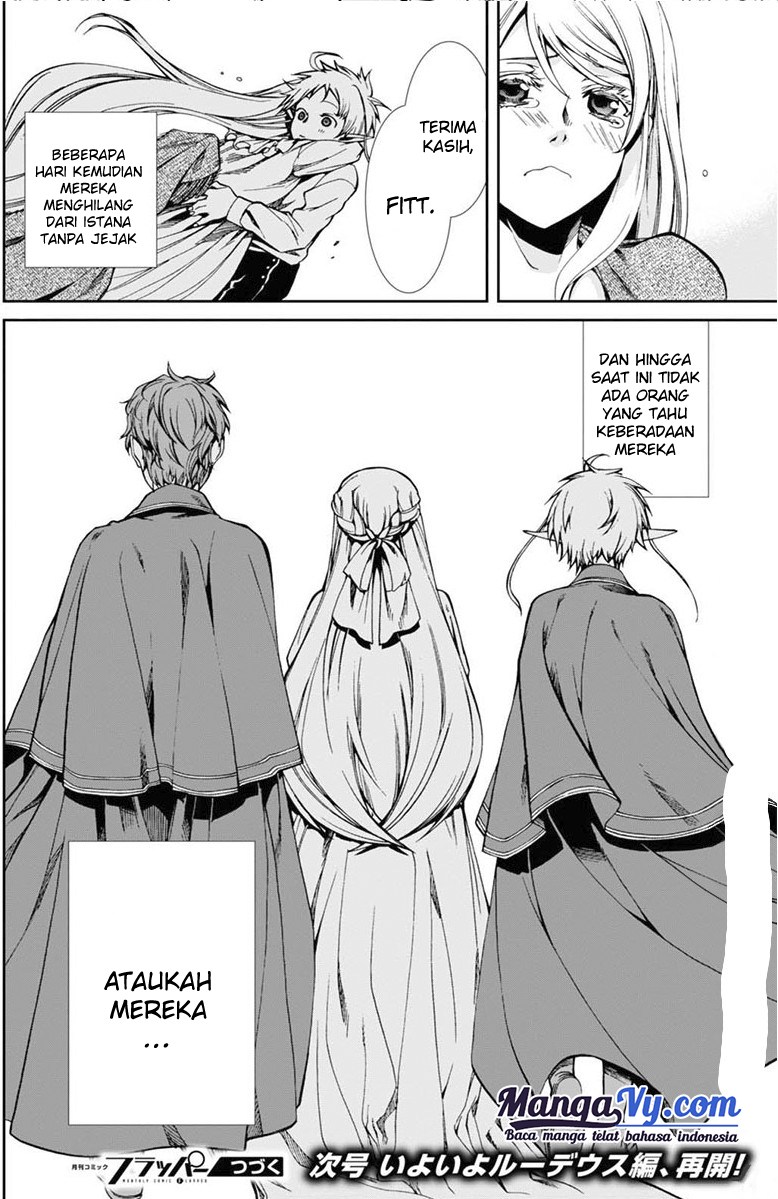 TERIMA
KASIH,
FITT.
BEBERAPA
HARI KEMUDIAN
MEREKA
MENGHILANG
DARI ISTANA
TANPA JEJAK
DAN HINGGA
SAAT INI TIDAK
ADA ORANG
YANG TAHU
KEBERADAAN
MEREKA
ATAUKAH
MEREKA
...
MangaVy.com
Baca manga telat bahasa indonesia
月刊コミック
フラッパー
つづく
次号 いよいよルーデウス編、再開!